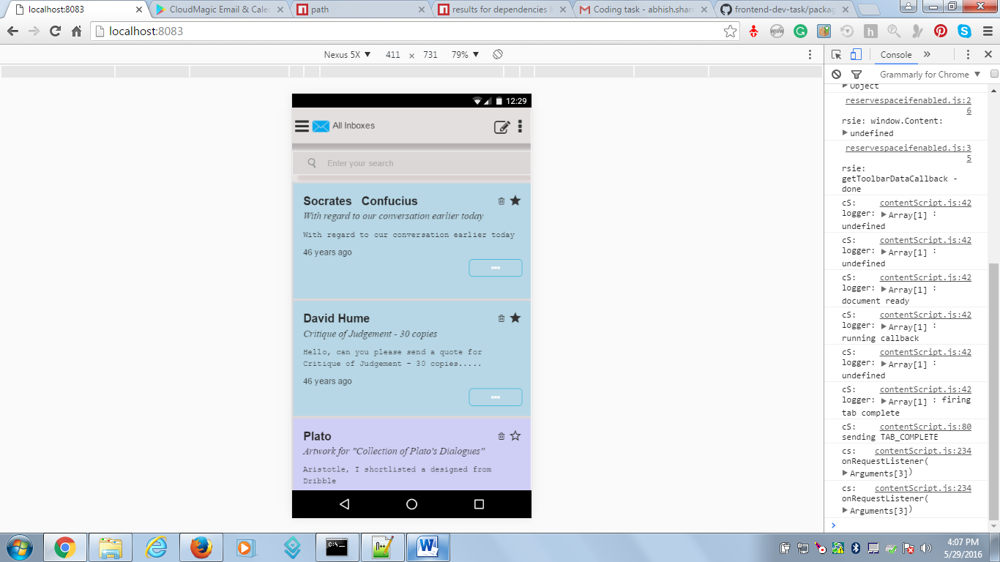 localhost:8083
CloudMagic Email & Cale
path
results for dependencies l
Coding task - abhish.shar
frontend-dev-task/packag
localhost:8083
Nexus 5X ▼ 411 × 731 79% ▼
Console »
Grammarly for Chrome ▼
12:29
All Inboxes
Enter your search
Socrates Confucius
With regard to our conversation earlier today
With regard to our conversation earlier today
46 years ago
•••
David Hume
Critique of Judgement - 30 copies
Hello, can you please send a quote for
Critique of Judgement - 30 copies.....
46 years ago
•••
Plato
Artwork for "Collection of Plato's Dialogues"
Aristotle, I shortlisted a designed from
Dribble
▶ Object
reservespaceifenabled.js:2
6
rsie: window.Content:
▶ undefined
reservespaceifenabled.js:3
5
rsie:
getToolbarDataCallback -
done
cS: contentScript.js:42
logger: ▶ Array[1] :
undefined
cS: contentScript.js:42
logger: ▶ Array[1] :
undefined
cS: contentScript.js:42
logger: ▶ Array[1] :
document ready
cS: contentScript.js:42
logger: ▶ Array[1] :
running callback
cS: contentScript.js:42
logger: ▶ Array[1] :
undefined
cS: contentScript.js:42
logger: ▶ Array[1] : firing
tab complete
cS: contentScript.js:80
sending TAB_COMPLETE
cs: contentScript.js:234
onRequestListener(
▶ Arguments[3])
cs: contentScript.js:234
onRequestListener(
▶ Arguments[3])
4:07 PM
5/29/2016